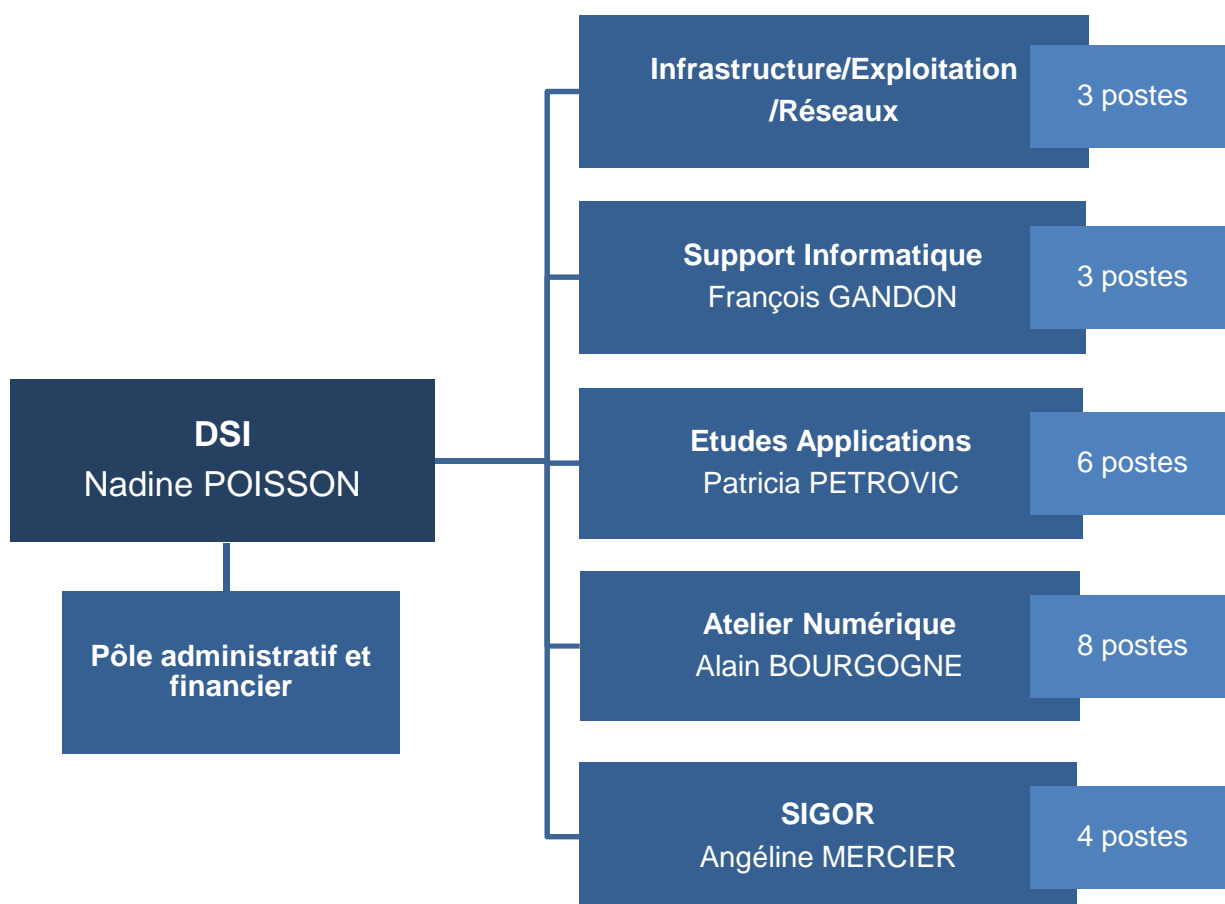 Infrastructure/Exploitation
/Réseaux
3 postes
Support Informatique
François GANDON
3 postes
Etudes Applications
Patricia PETROVIC
6 postes
DSI
Nadine POISSON
Pôle administratif et
financier
Atelier Numérique
Alain BOURGOGNE
8 postes
SIGOR
Angéline MERCIER
4 postes